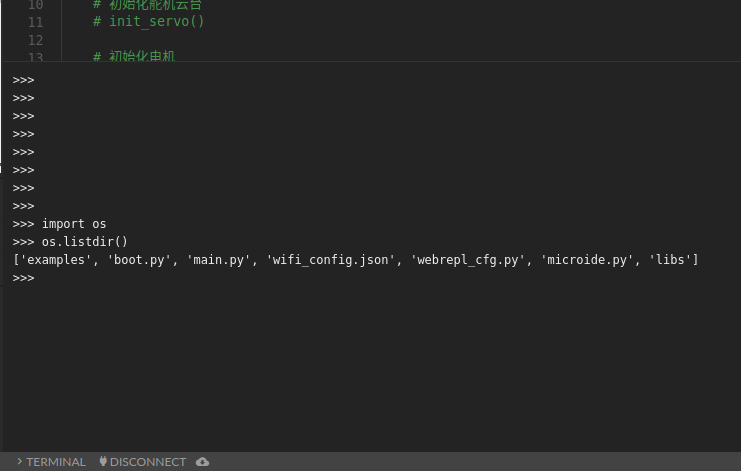 10 # 初始化舵机云台
11 # init_servo()
12
13 # 初始化电机
>>>
>>>
>>>
>>>
>>>
>>>
>>>
>>>
>>> import os
>>> os.listdir()
['examples', 'boot.py', 'main.py', 'wifi_config.json', 'webrepl_cfg.py', 'microide.py', 'libs']
>>>
> TERMINAL DISCONNECT